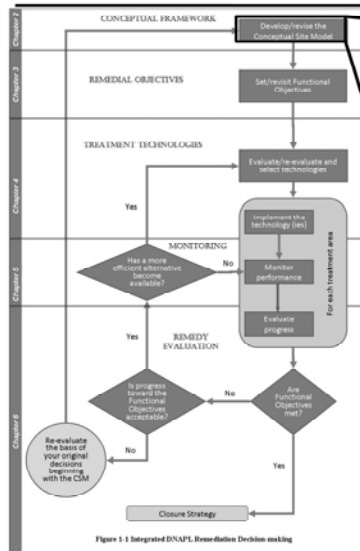 Chapter 2
CONCEPTUAL FRAMEWORK
Develop/revise the
Conceptual Site Model
Chapter 3
REMEDIAL OBJECTIVES
Set/revisit Functional
Objectives
Chapter 4
TREATMENT TECHNOLOGIES
Evaluate/re-evaluate and
select technologies
Yes
Implement the
technology (ies)
For each treatment area
Chapter 5
MONITORING
Has a more
efficient alternative
become
available?
No
Monitor
performance
Evaluate
progress
Chapter 6
REMEDY
EVALUATION
Yes
Is progress
toward the
Functional
Objectives
acceptable?
No
Are
Functional
Objectives
met?
No
Re-evaluate
the basis of
your original
decisions
beginning
with the CSM
Yes
Closure Strategy
Figure 1-1 Integrated DNAPL Remediation Decision-making